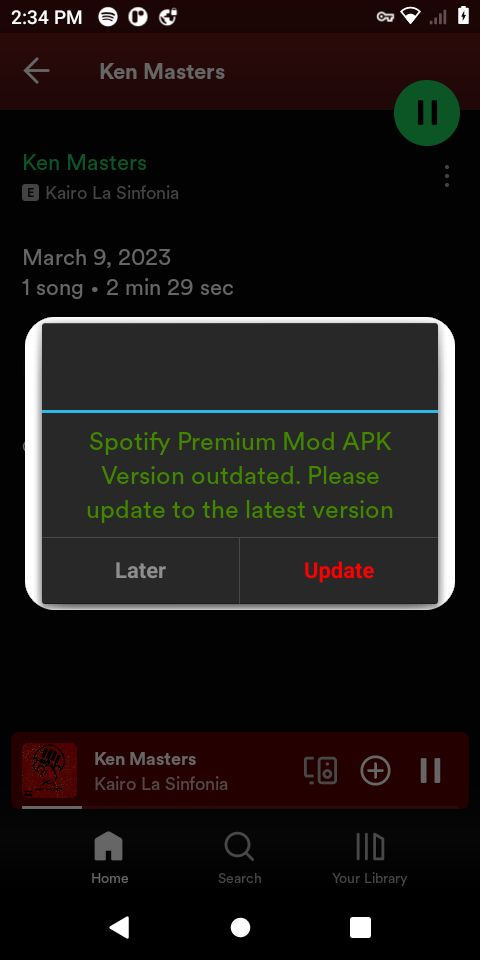 2:34 PM
Ken Masters
Ken Masters
E Kairo La Sinfonia
March 9, 2023
1 song • 2 min 29 sec
Spotify Premium Mod APK
Version outdated. Please
update to the latest version
Later Update
Ken Masters
Kairo La Sinfonia
Home Search Your Library